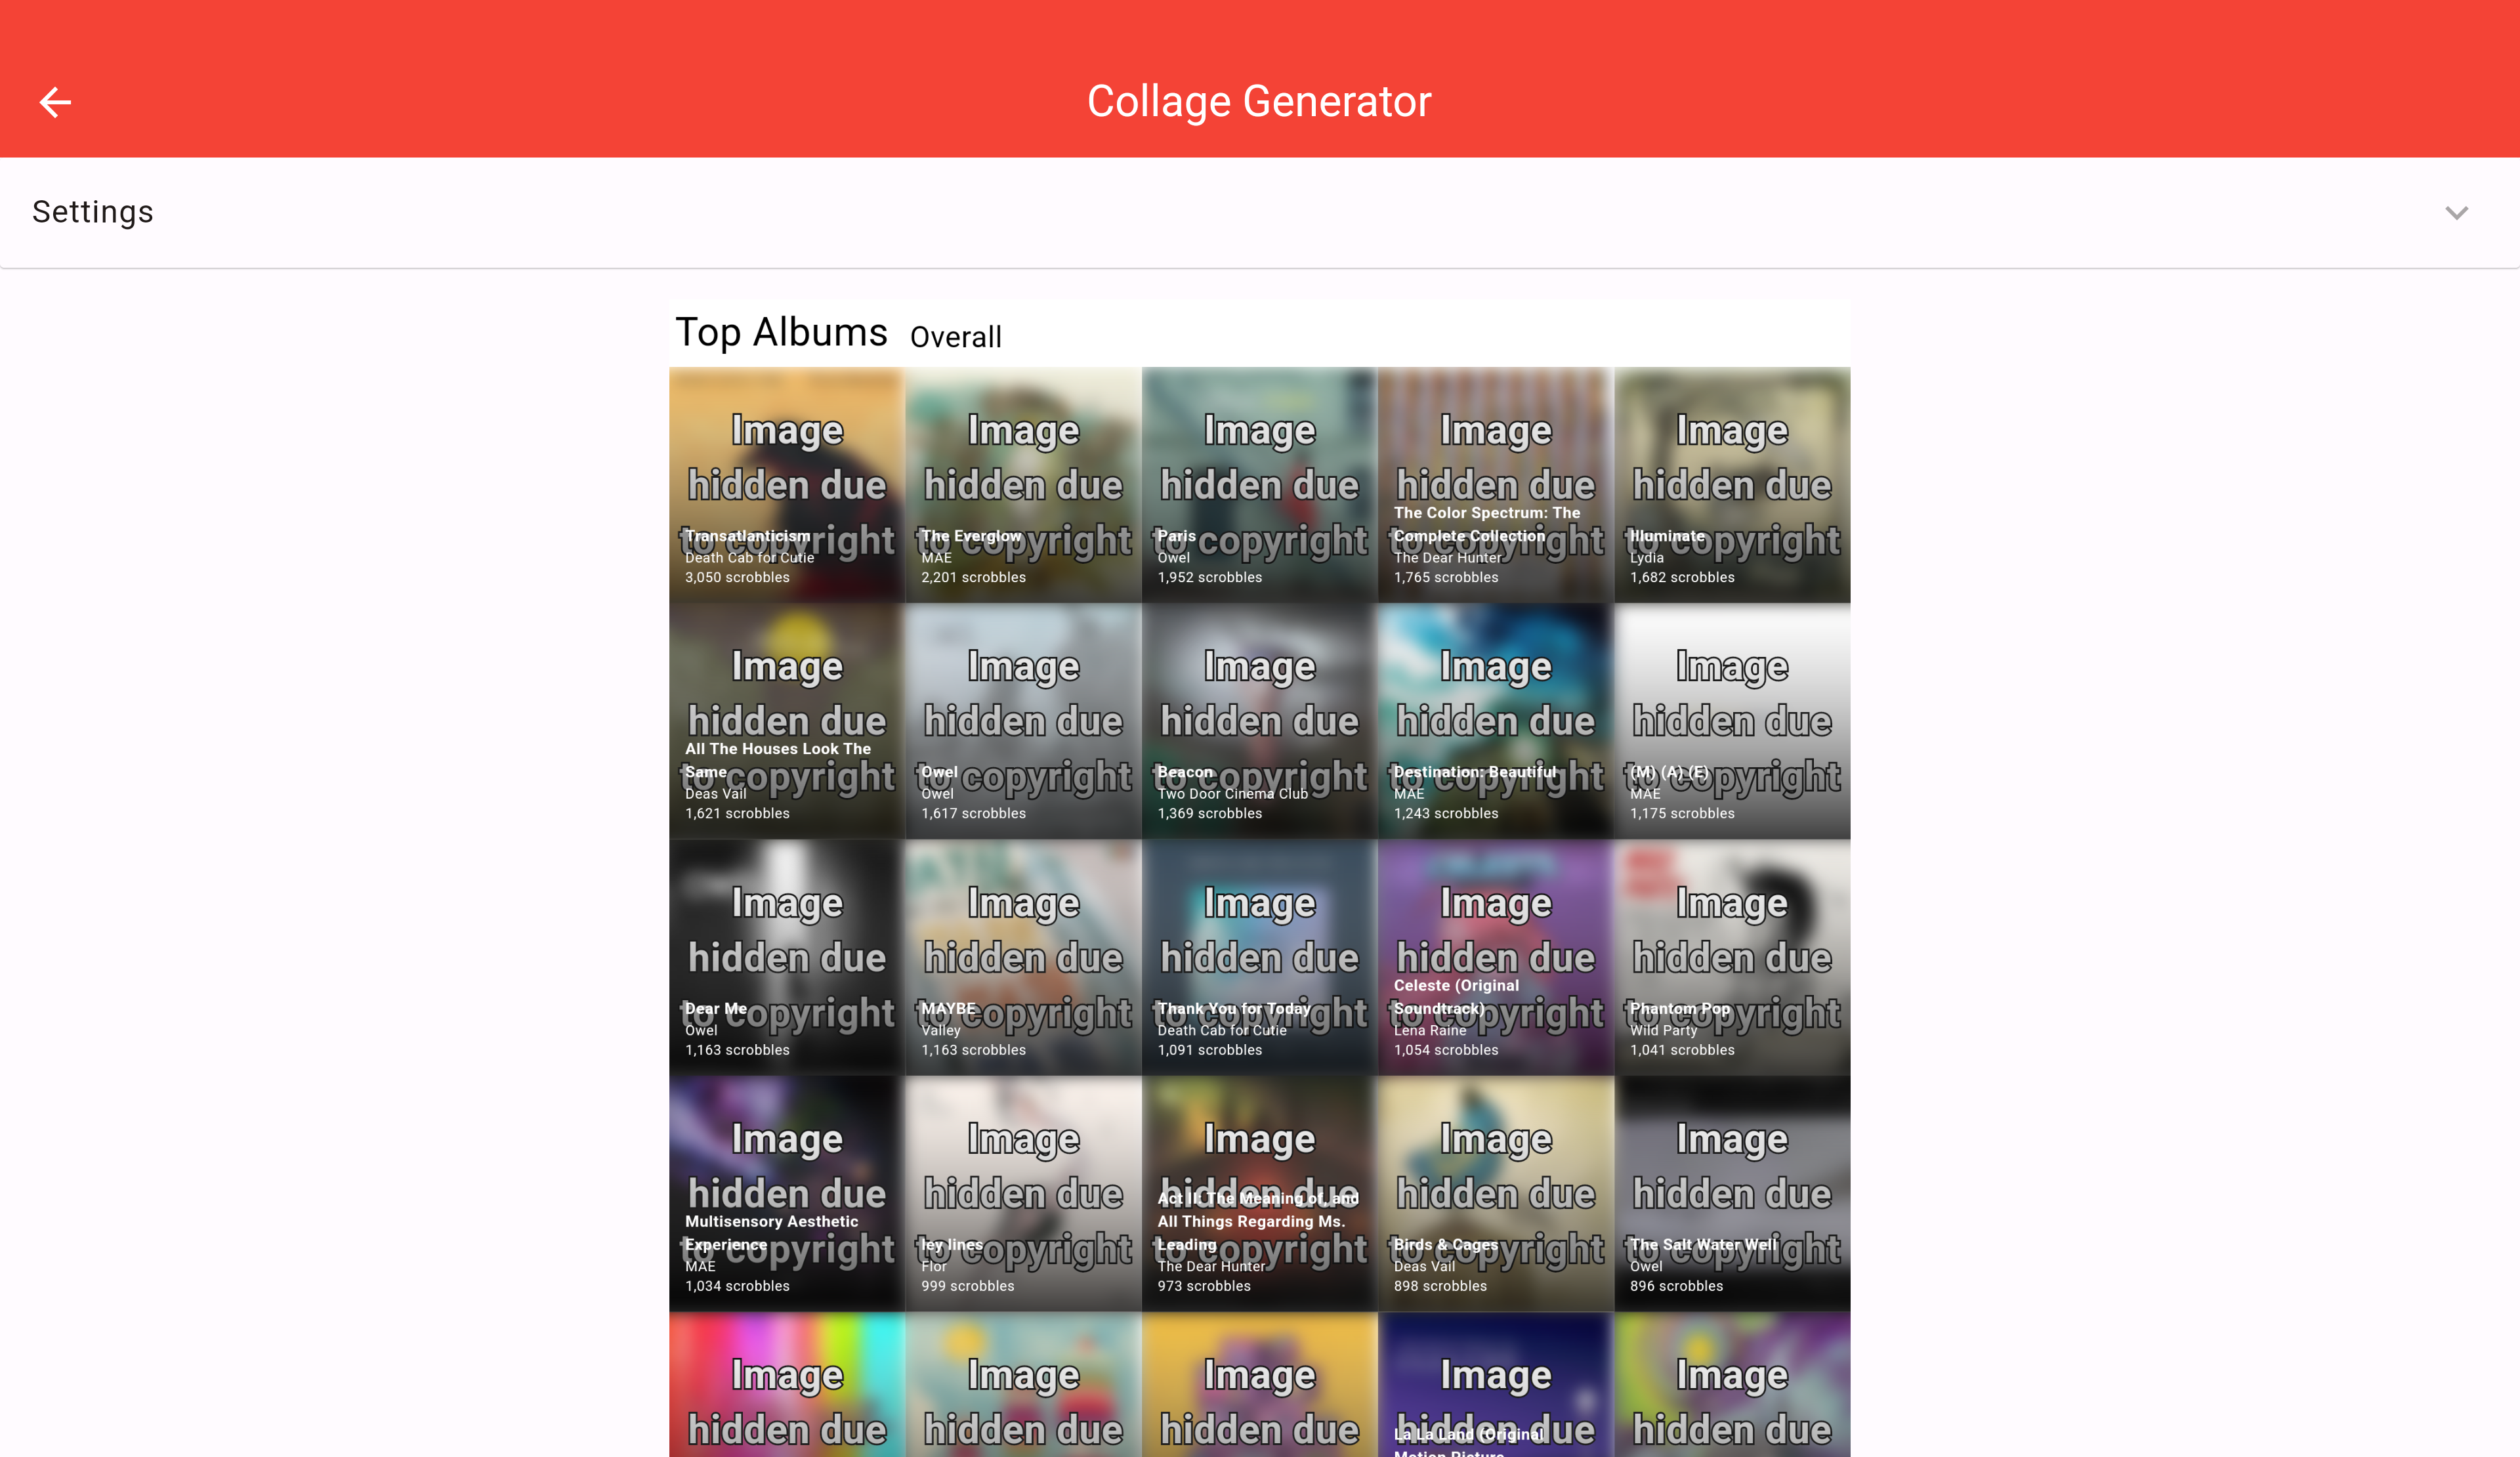 Collage Generator
Settings
Top Albums Overall
Image
hidden due
to copyright
Transatlanticism
Death Cab for Cutie
3,050 scrobbles
Image
hidden due
to copyright
The Everglow
MAE
2,201 scrobbles
Image
hidden due
to copyright
Paris
Owel
1,952 scrobbles
Image
hidden due
to copyright
The Color Spectrum: The
Complete Collection
The Dear Hunter
1,765 scrobbles
Image
hidden due
to copyright
Illuminate
Lydia
1,682 scrobbles
Image
hidden due
to copyright
All The Houses Look The
Same
Deas Vail
1,621 scrobbles
Image
hidden due
to copyright
Owel
Owel
1,617 scrobbles
Image
hidden due
to copyright
Beacon
Two Door Cinema Club
1,369 scrobbles
Image
hidden due
to copyright
Destination: Beautiful
MAE
1,243 scrobbles
Image
hidden due
to copyright
(M) (A) (E)
MAE
1,175 scrobbles
Image
hidden due
to copyright
Dear Me
Owel
1,163 scrobbles
Image
hidden due
to copyright
MAYBE
Valley
1,163 scrobbles
Image
hidden due
to copyright
Thank You for Today
Death Cab for Cutie
1,091 scrobbles
Image
hidden due
to copyright
Celeste (Original
Soundtrack)
Lena Raine
1,054 scrobbles
Image
hidden due
to copyright
Phantom Pop
Wild Party
1,041 scrobbles
Image
hidden due
to copyright
Multisensory Aesthetic
Experience
MAE
1,034 scrobbles
Image
hidden due
to copyright
ley lines
Flor
999 scrobbles
Image
hidden due
to copyright
Act II: The Meaning of, and
All Things Regarding Ms.
Leading
The Dear Hunter
973 scrobbles
Image
hidden due
to copyright
Birds & Cages
Deas Vail
898 scrobbles
Image
hidden due
to copyright
The Salt Water Well
Owel
896 scrobbles
Image
hidden due
Image
hidden due
Image
hidden due
Image
hidden due
La La Land (Original
Motion Picture
Image
hidden due